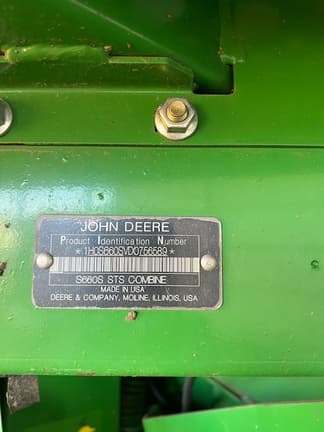 JOHN DEERE
Product Identification Number
*1H0S660SVD0756589*
S660S STS COMBINE
MADE IN USA
DEERE & COMPANY, MOLINE, ILLINOIS, USA